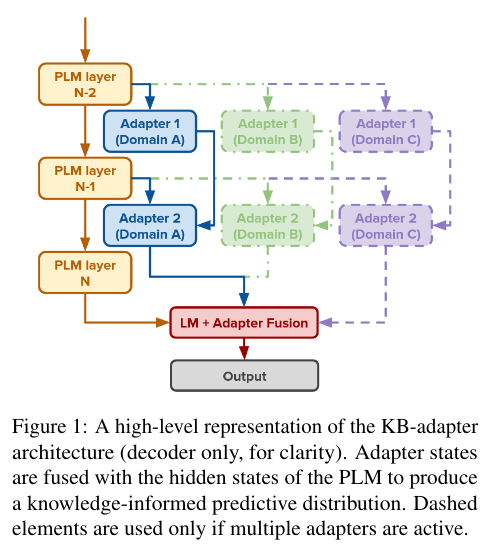 PLM layer
N-2
Adapter 1
(Domain A)
Adapter 1
(Domain B)
Adapter 1
(Domain C)
PLM layer
N-1
Adapter 2
(Domain A)
Adapter 2
(Domain B)
Adapter 2
(Domain C)
PLM layer
N
LM + Adapter Fusion
Output
Figure 1: A high-level representation of the KB-adapter
architecture (decoder only, for clarity). Adapter states
are fused with the hidden states of the PLM to produce
a knowledge-informed predictive distribution. Dashed
elements are used only if multiple adapters are active.